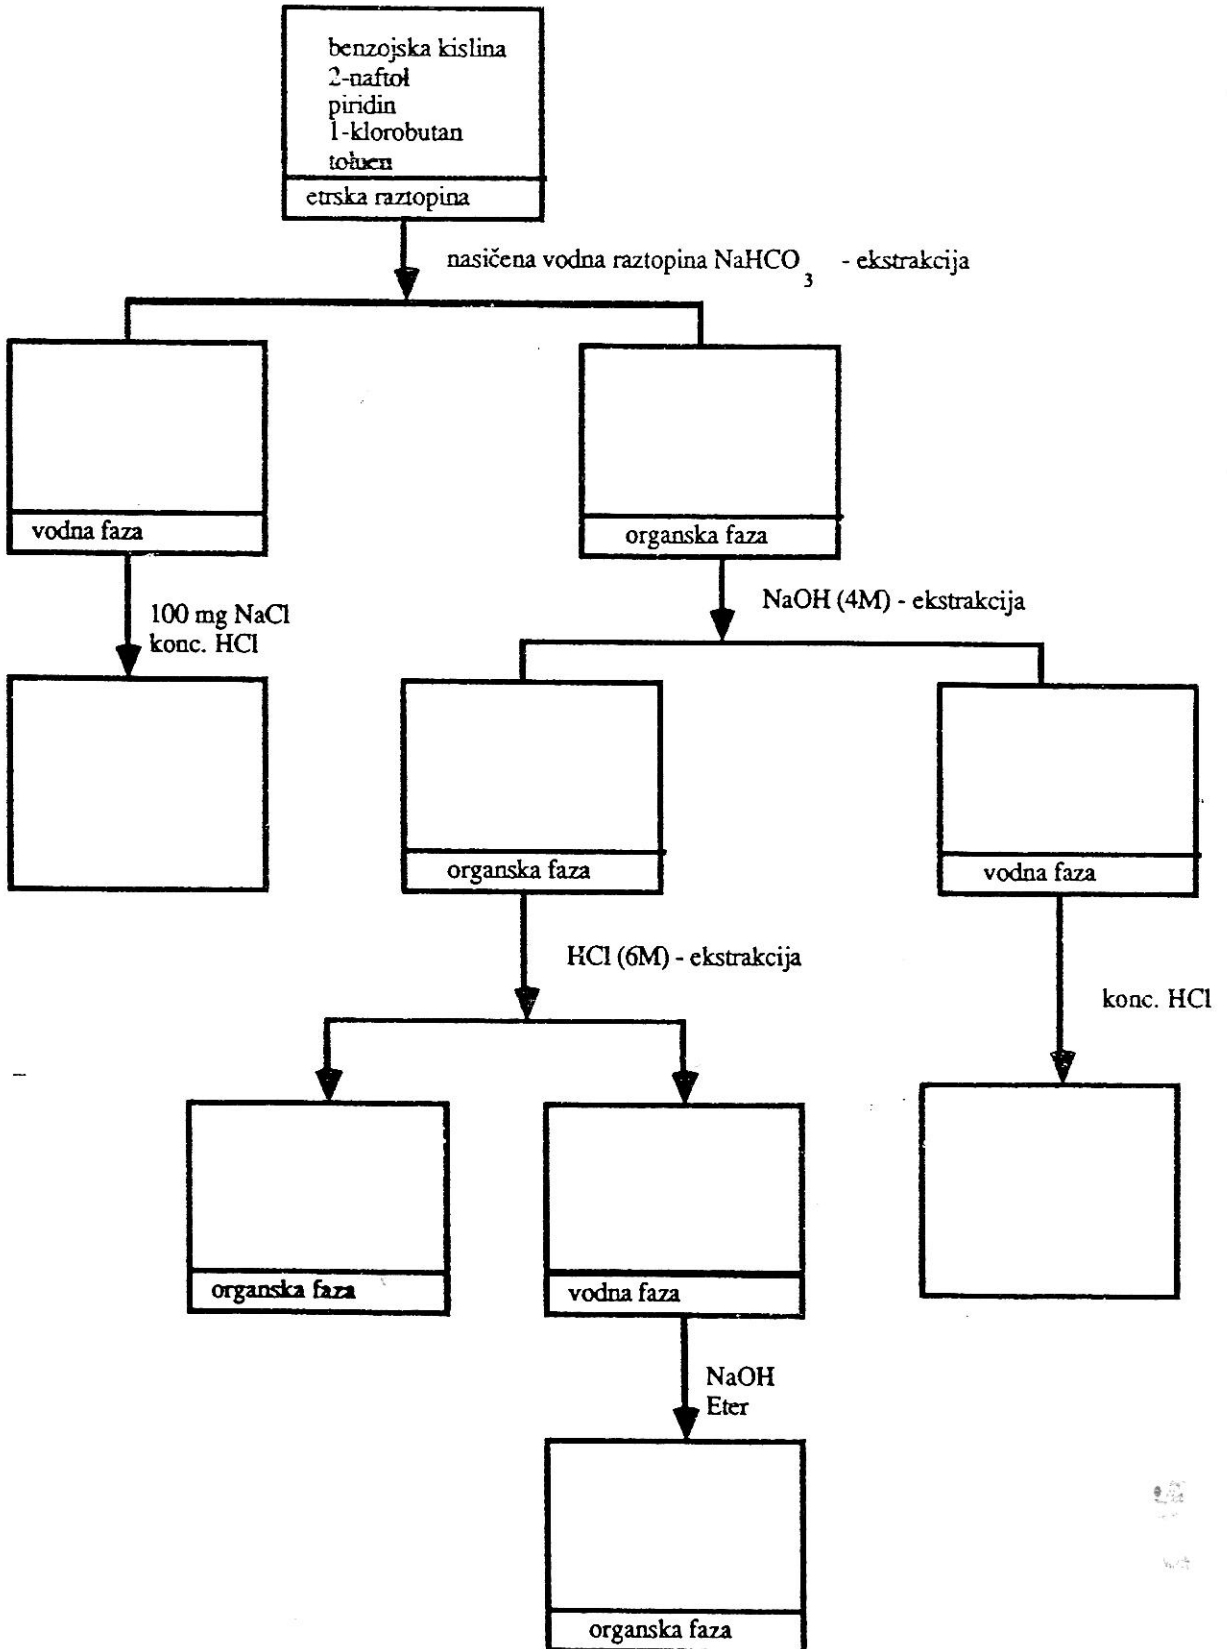 benzojska kislina
2-naftol
piridin
1-klorobutan
toluen
etrska raztopina
nasičena vodna raztopina NaHCO3 - ekstrakcija
vodna faza
organska faza
100 mg NaCl
konc. HCl
NaOH (4M) - ekstrakcija
organska faza
vodna faza
HCl (6M) - ekstrakcija
konc. HCl
organska faza
vodna faza
NaOH
Eter
organska faza